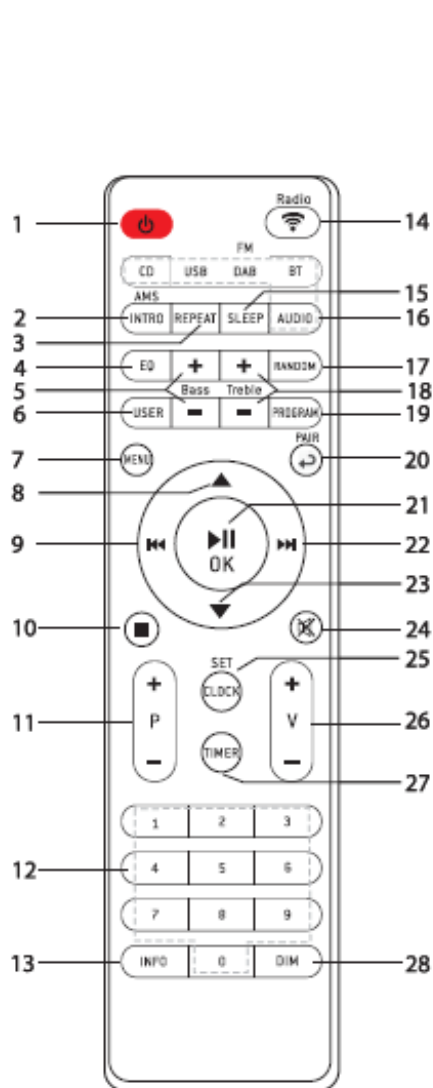 Radio
1
14
FM
CD USB DAB BT
15
AMS
2 INTRO REPEAT SLEEP AUDIO 16
3
4 EQ + + RANDOM 17
5 Bass Treble 18
6 USER - - PROGRAM 19
PAIR
7 MENU 20
8
21
9 22
OK
23
10 24
SET 25
+ CLOCK +
11 P V 26
- TIMER -
27
1 2 3
12 4 5 6
7 8 9
13 INFO 0 DIM 28